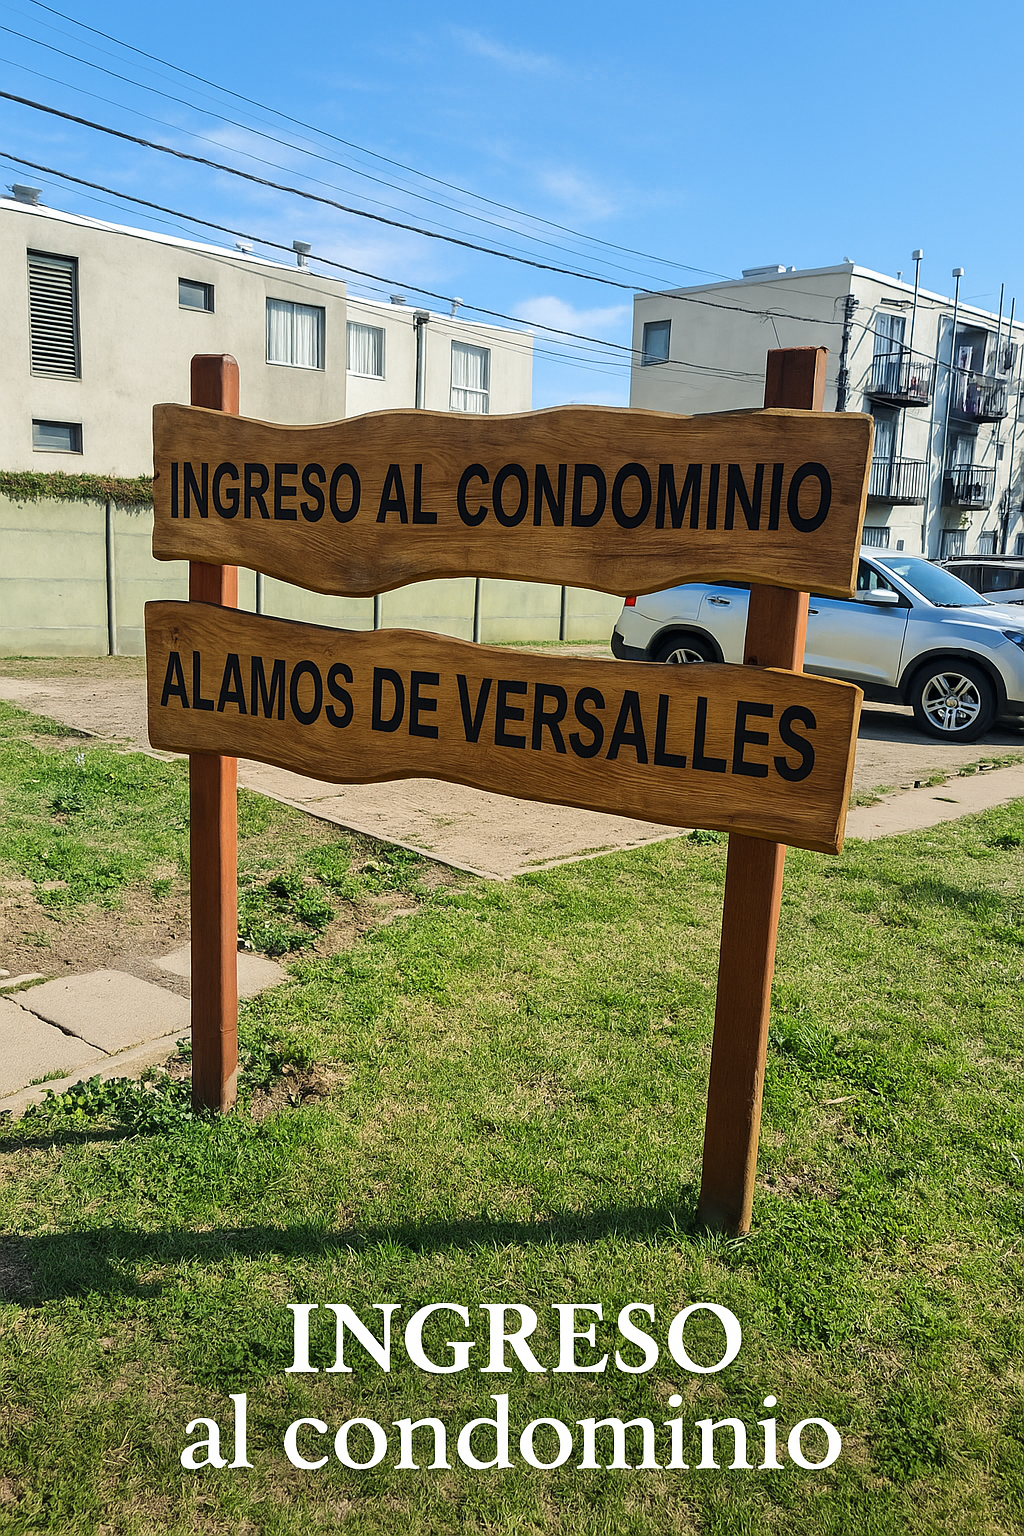 INGRESO AL CONDOMINIO
ALAMOS DE VERSALLES
INGRESO
al condominio